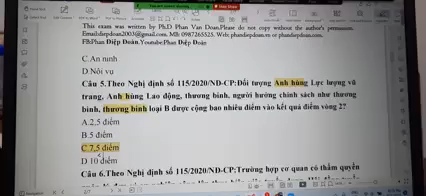 This exam was written by Ph.D Phan Van Doan.Please do not copy without the author's permission.
Email:diepdoan2003@gmail.com, Mb 0987265525. Web: phandiepdoan.vn or phandiepdoan.com.
FB:Phan Điệp Đoàn.Youtube:Phan Điệp Đoàn
C.An ninh
D Nội vụ
Câu 5.Theo Nghị định số 115/2020/NĐ-CP:Đối tượng Anh hùng Lực lượng vũ
trang, Anh hùng Lao động, thương binh, người hưởng chính sách như thương
binh, thương binh loại B được cộng bao nhiêu điểm vào kết quả điểm vòng 2?
A.2,5 điểm
B.5 điểm
C 7,5 điểm
D 10 điểm
Câu 6.Theo Nghị định số 115/2020/NĐ-CP:Trường hợp cơ quan có thẩm quyền